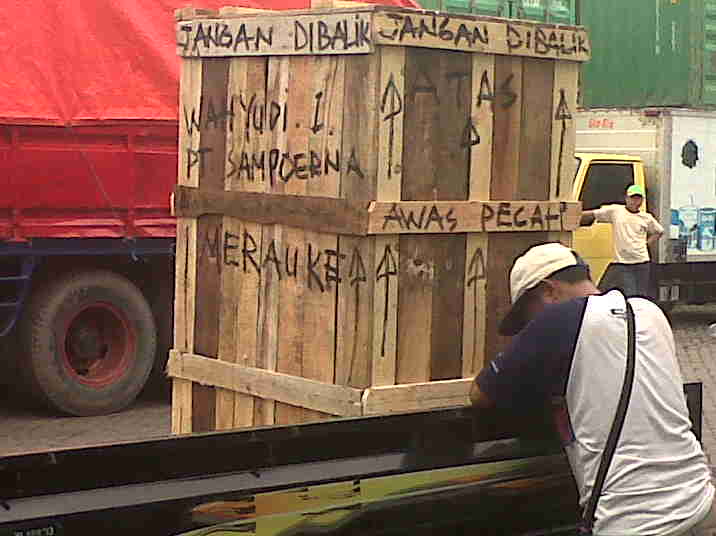 JANGAN DIBALIK
JANGAN DIBALIK
WAHYUDI. I.
PT SAMPOERNA
MERAUKE
ATAS
AWAS PECAH